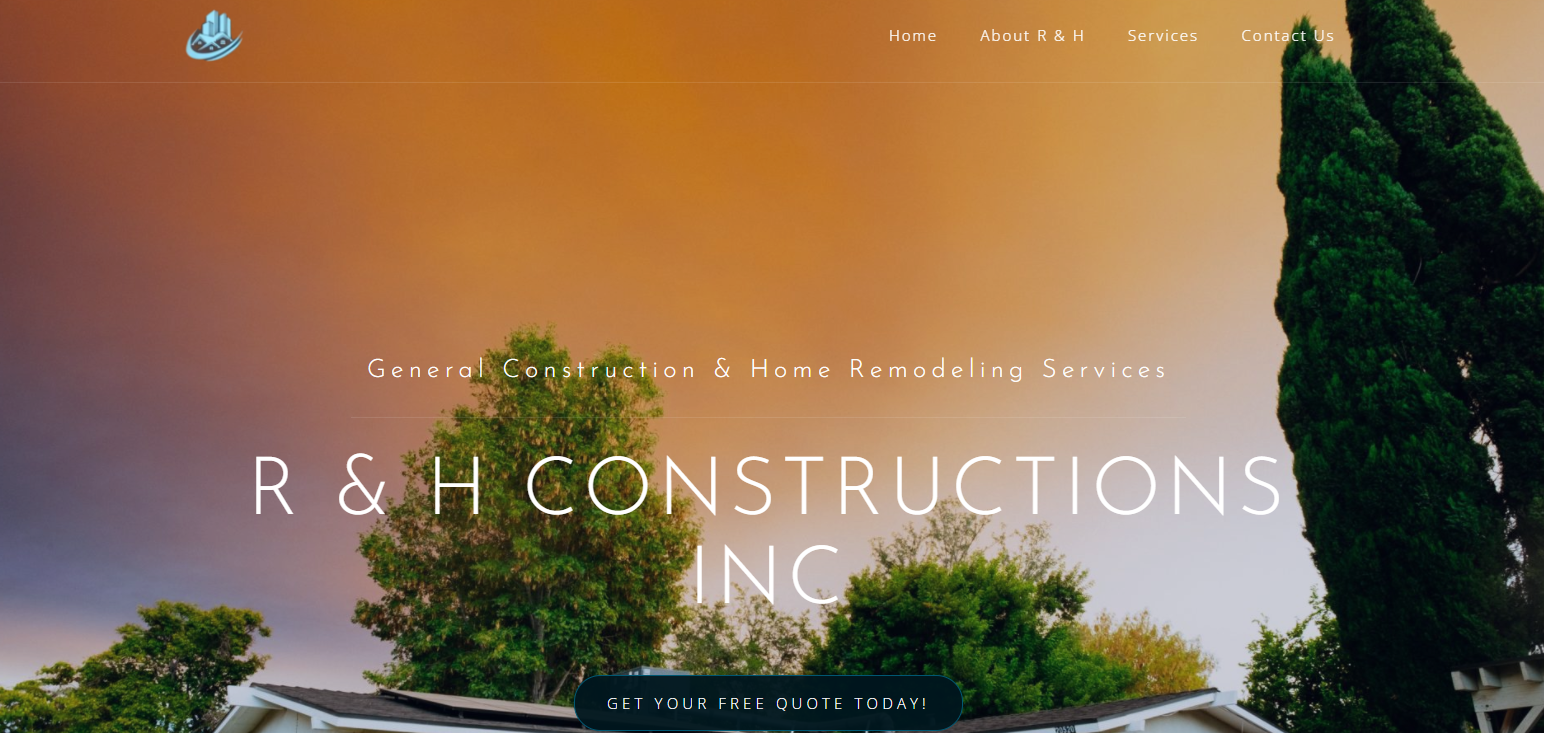 Home About R & H Services Contact Us
General Construction & Home Remodeling Services
R & H CONSTRUCTIONS
INC
GET YOUR FREE QUOTE TODAY!